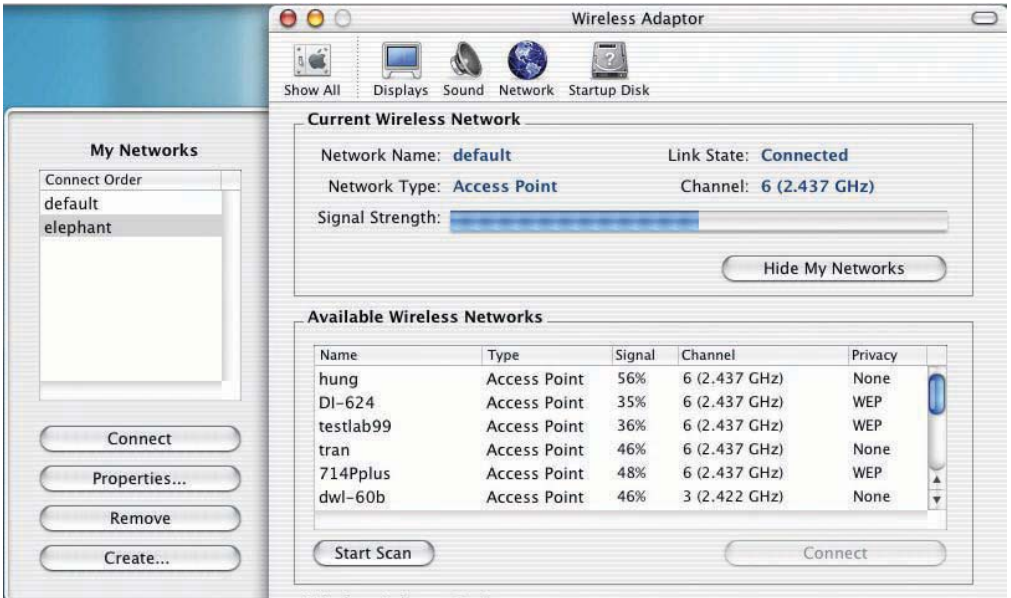 Wireless Adaptor
Show All Displays Sound Network Startup Disk
My Networks
Connect Order
default
elephant
Connect
Properties...
Remove
Create...
Current Wireless Network
Network Name: default Link State: Connected
Network Type: Access Point Channel: 6 (2.437 GHz)
Signal Strength:
Hide My Networks
Available Wireless Networks
Name Type Signal Channel Privacy
hung Access Point 56% 6 (2.437 GHz) None
DI-624 Access Point 35% 6 (2.437 GHz) WEP
testlab99 Access Point 36% 6 (2.437 GHz) WEP
tran Access Point 46% 6 (2.437 GHz) None
714Pplus Access Point 48% 6 (2.437 GHz) WEP
dwl-60b Access Point 46% 3 (2.422 GHz) None
Start Scan Connect